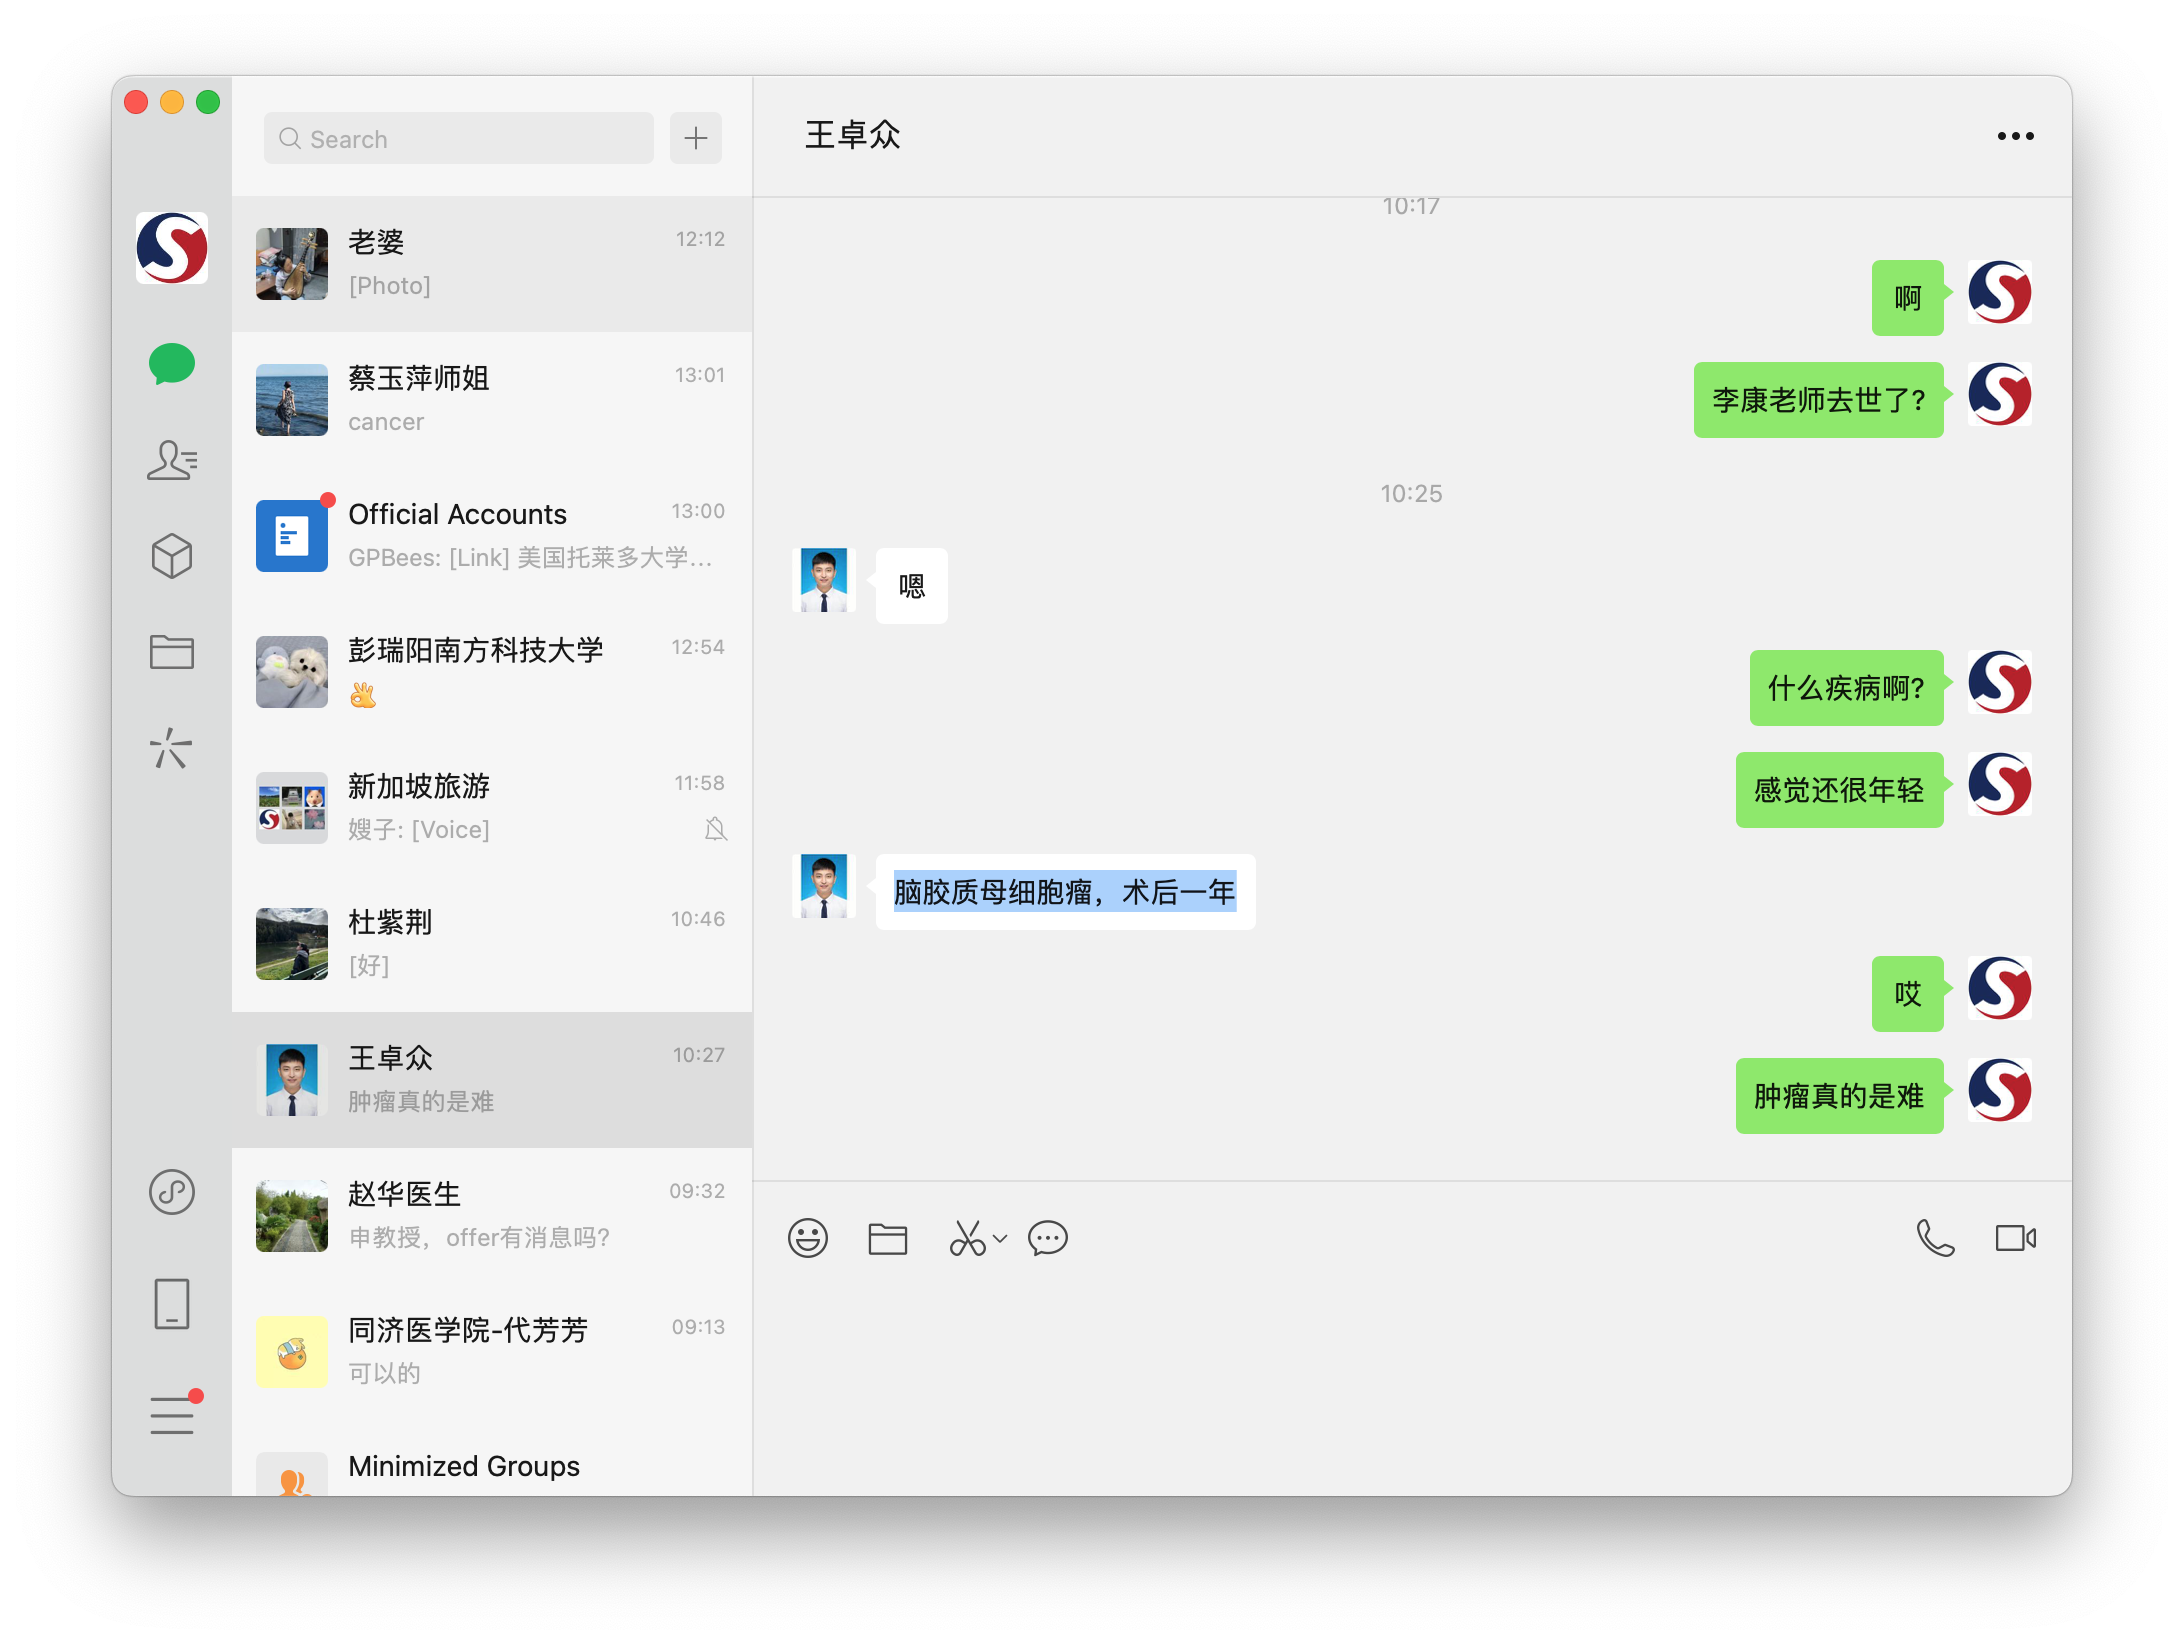 Search
老婆
12:12
[Photo]
蔡玉萍师姐
13:01
cancer
Official Accounts
13:00
GPBees: [Link] 美国托莱多大学...
彭瑞阳南方科技大学
12:54
新加坡旅游
11:58
嫂子: [Voice]
杜紫荆
10:46
[好]
王卓众
10:27
肿瘤真的是难
赵华医生
09:32
申教授，offer有消息吗?
同济医学院-代芳芳
09:13
可以的
Minimized Groups
王卓众
10:17
啊
李康老师去世了?
10:25
嗯
什么疾病啊?
感觉还很年轻
脑胶质母细胞瘤，术后一年
哎
肿瘤真的是难